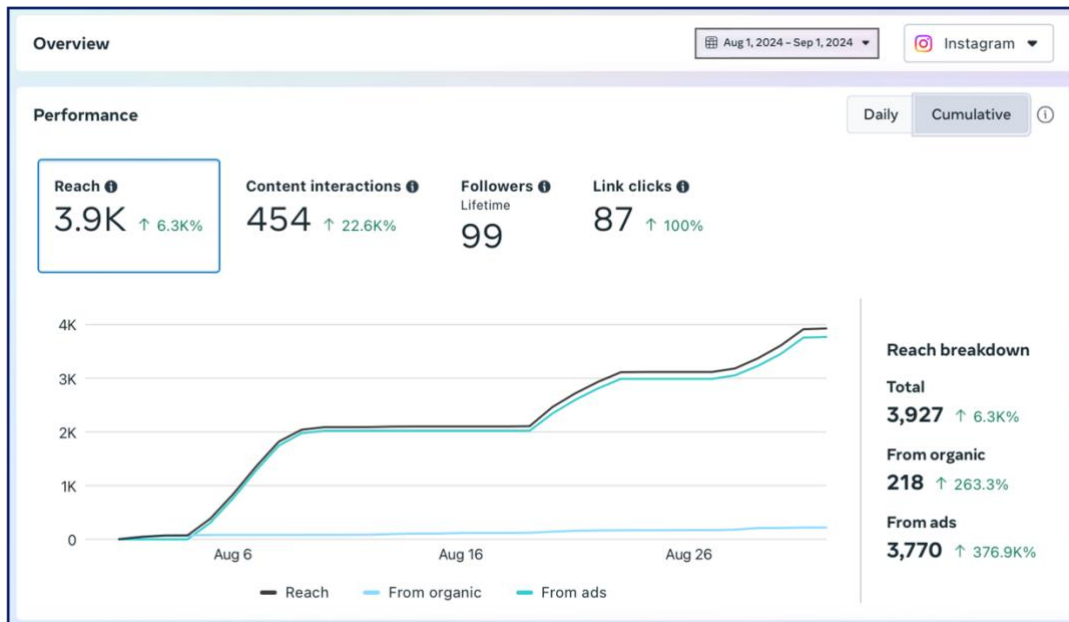 Overview
Aug 1, 2024 – Sep 1, 2024
Instagram
Performance
Daily
Cumulative
Reach
3.9K ↑ 6.3K%
Content interactions
454 ↑ 22.6K%
Followers
Lifetime
99
Link clicks
87 ↑ 100%
4K
3K
2K
1K
0
Aug 6
Aug 16
Aug 26
Reach
From organic
From ads
Reach breakdown
Total
3,927 ↑ 6.3K%
From organic
218 ↑ 263.3%
From ads
3,770 ↑ 376.9K%